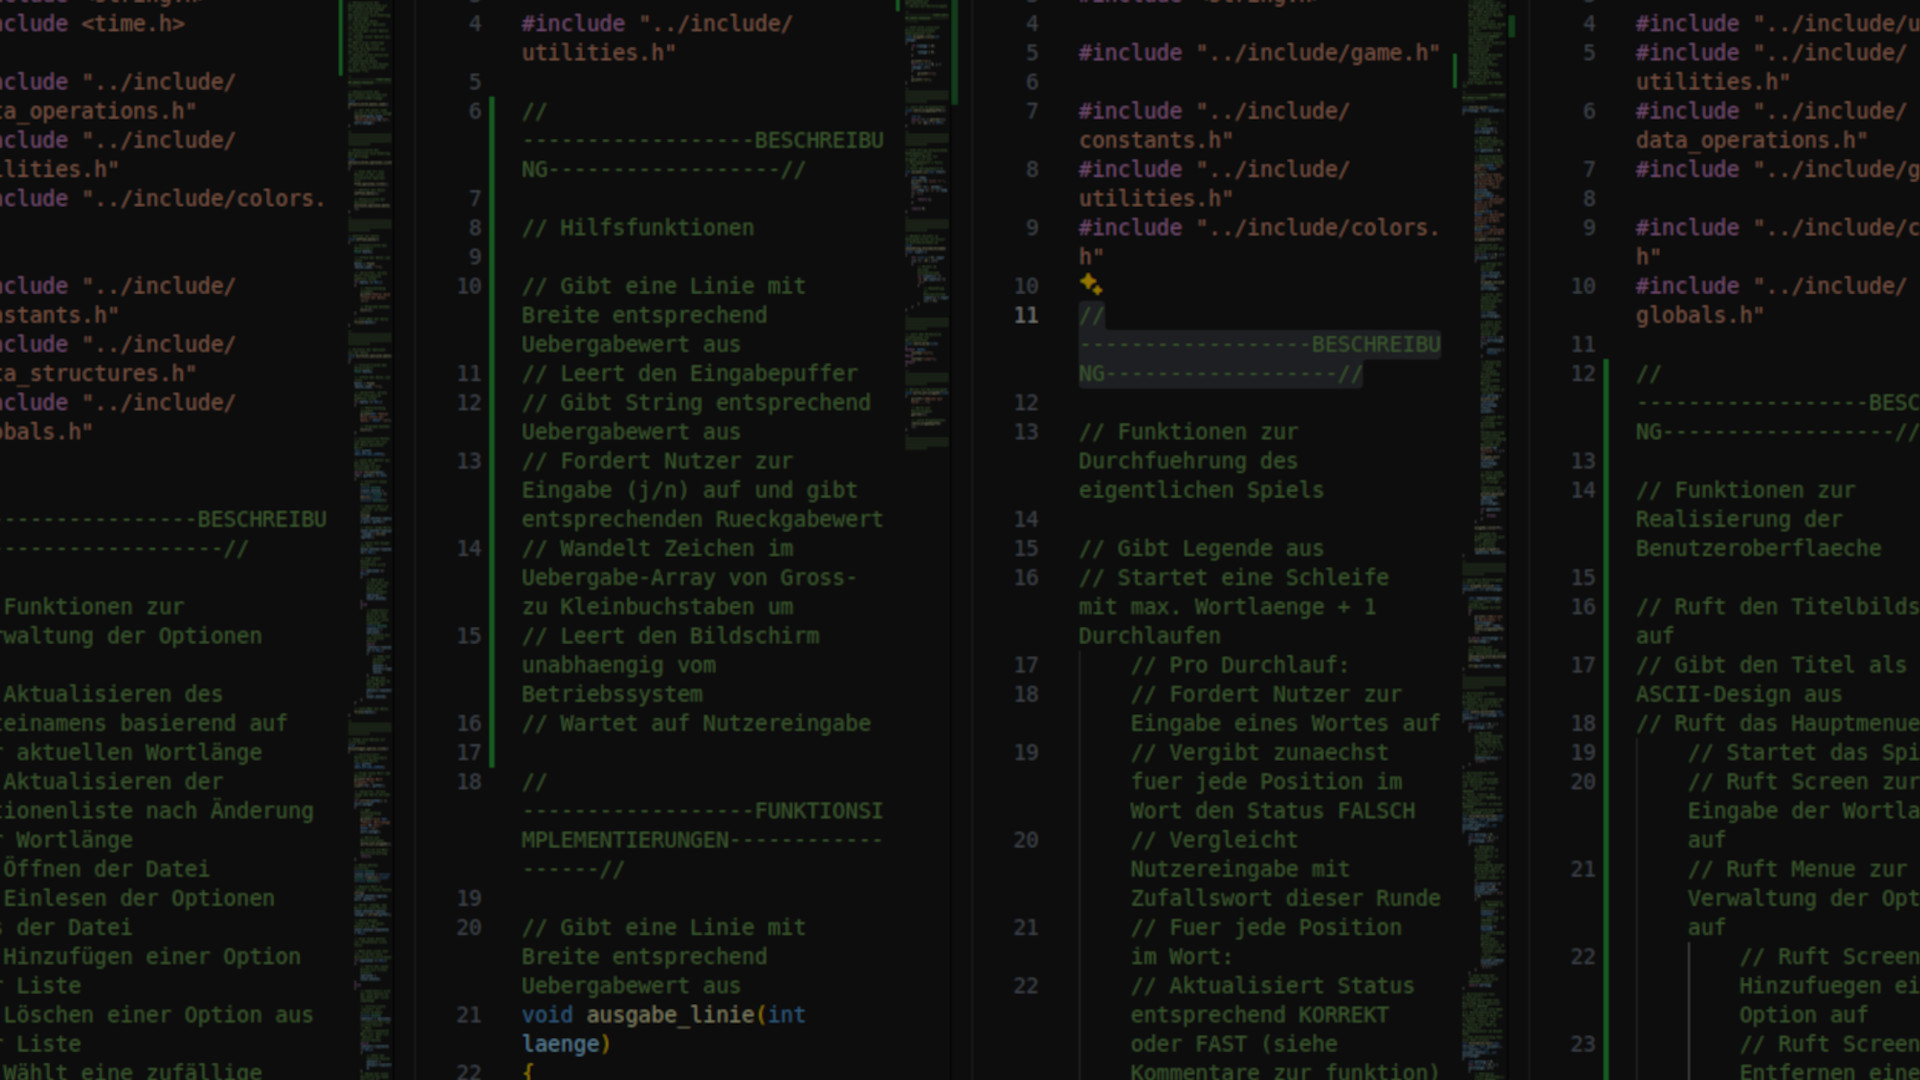 clude <time.h>
clude "../include/
ta_operations.h"
clude "../include/
lities.h"
clude "../include/colors.
clude "../include/
stants.h"
clude "../include/
ta_structures.h"
clude "../include/
obals.h"
----------------BESCHREIBU
------------------//
Funktionen zur
rwaltung der Optionen
Aktualisieren des
teinamens basierend auf
r aktuellen Wortlänge
Aktualisieren der
tionenliste nach Änderung
r Wortlänge
Öffnen der Datei
Einlesen der Optionen
s der Datei
Hinzufügen einer Option
r Liste
Löschen einer Option aus
r Liste
Wählt eine zufällige
4 #include "../include/
utilities.h"
5
6 //
------------------BESCHREIBU
NG------------------//
7
8 // Hilfsfunktionen
9
10 // Gibt eine Linie mit
Breite entsprechend
Uebergabewert aus
11 // Leert den Eingabepuffer
12 // Gibt String entsprechend
Uebergabewert aus
13 // Fordert Nutzer zur
Eingabe (j/n) auf und gibt
entsprechenden Rueckgabewert
14 // Wandelt Zeichen im
Uebergabe-Array von Gross-
zu Kleinbuchstaben um
15 // Leert den Bildschirm
unabhaengig vom
Betriebssystem
16 // Wartet auf Nutzereingabe
17
18 //
------------------FUNKTIONSI
MPLEMENTIERUNGEN------------
------//
19
20 // Gibt eine Linie mit
Breite entsprechend
Uebergabewert aus
21 void ausgabe_linie(int
laenge)
22 {
4
5 #include "../include/game.h"
6
7 #include "../include/
constants.h"
8 #include "../include/
utilities.h"
9 #include "../include/colors.
h"
10
11 //
------------------BESCHREIBU
NG------------------//
12
13 // Funktionen zur
Durchfuehrung des
eigentlichen Spiels
14
15 // Gibt Legende aus
16 // Startet eine Schleife
mit max. Wortlaenge + 1
Durchlaufen
17 // Pro Durchlauf:
18 // Fordert Nutzer zur
Eingabe eines Wortes auf
19 // Vergibt zunaechst
fuer jede Position im
Wort den Status FALSCH
20 // Vergleicht
Nutzereingabe mit
Zufallswort dieser Runde
21 // Fuer jede Position
im Wort:
22 // Aktualisiert Status
entsprechend KORREKT
oder FAST (siehe
Kommentare zur funktion)
4 #include "../include/u
5 #include "../include/
utilities.h"
6 #include "../include/
data_operations.h"
7 #include "../include/g
8
9 #include "../include/c
h"
10 #include "../include/
globals.h"
11
12 //
------------------BESC
NG------------------//
13
14 // Funktionen zur
Realisierung der
Benutzeroberflaeche
15
16 // Ruft den Titelbilds
auf
17 // Gibt den Titel als
ASCII-Design aus
18 // Ruft das Hauptmenue
19 // Startet das Spi
20 // Ruft Screen zur
Eingabe der Wortla
auf
21 // Ruft Menue zur
Verwaltung der Opt
auf
22 // Ruft Screen
Hinzufuegen ei
Option auf
23 // Ruft Screen
Entfernen eine